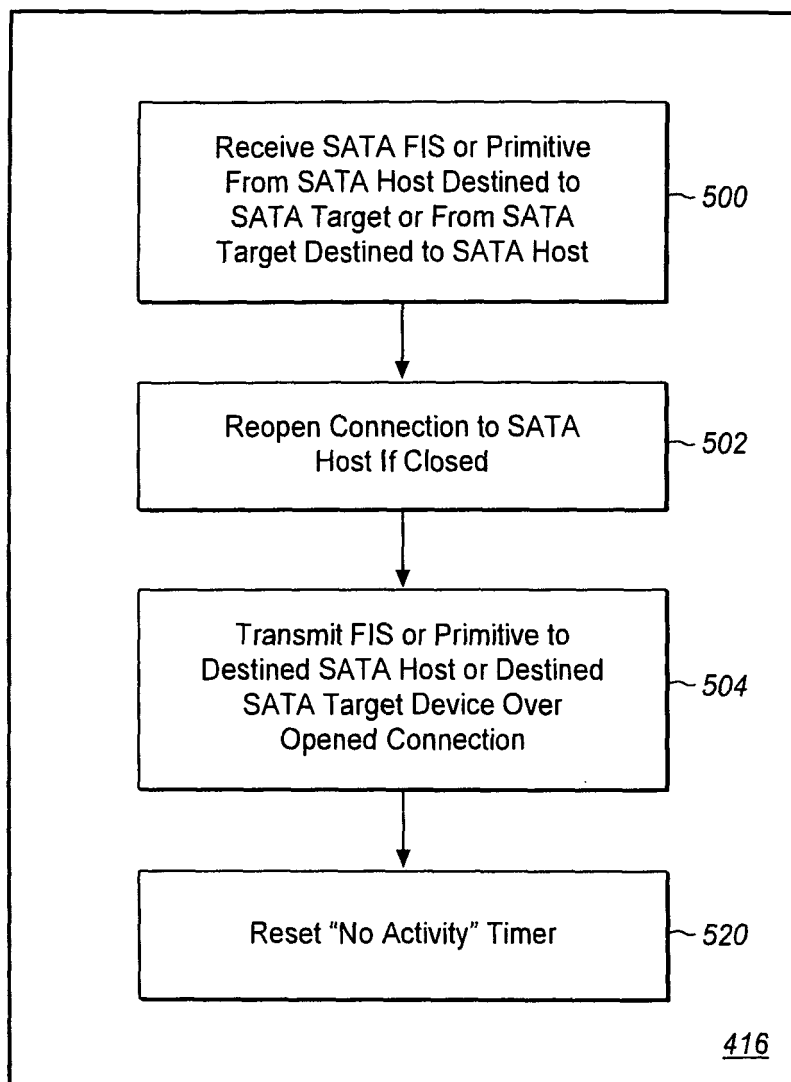 Receive SATA FIS or Primitive
From SATA Host Destined to
SATA Target or From SATA
Target Destined to SATA Host
500
Reopen Connection to SATA
Host If Closed
502
Transmit FIS or Primitive to
Destined SATA Host or Destined
SATA Target Device Over
Opened Connection
504
Reset “No Activity” Timer
520
416